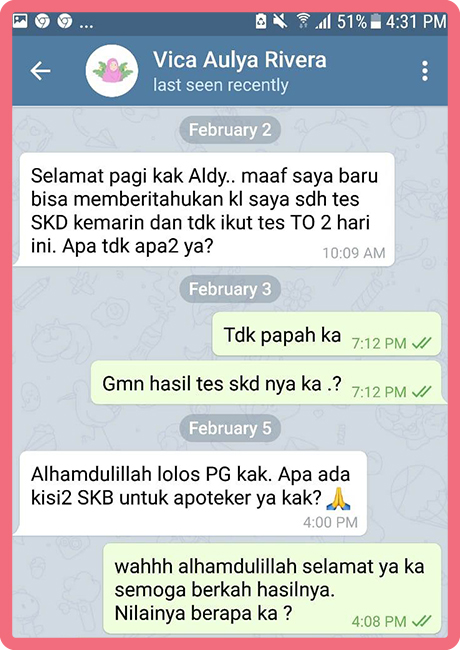 ... 51% 4:31 PM
Vica Aulya Rivera
last seen recently
February 2
Selamat pagi kak Aldy.. maaf saya baru
bisa memberitahukan kl saya sdh tes
SKD kemarin dan tdk ikut tes TO 2 hari
ini. Apa tdk apa2 ya?
10:09 AM
February 3
Tdk papah ka 7:12 PM
Gmn hasil tes skd nya ka .? 7:12 PM
February 5
Alhamdulillah lolos PG kak. Apa ada
kisi2 SKB untuk apoteker ya kak? 🙏
4:00 PM
wahhh alhamdulillah selamat ya ka
semoga berkah hasilnya.
Nilainya berapa ka ? 4:08 PM